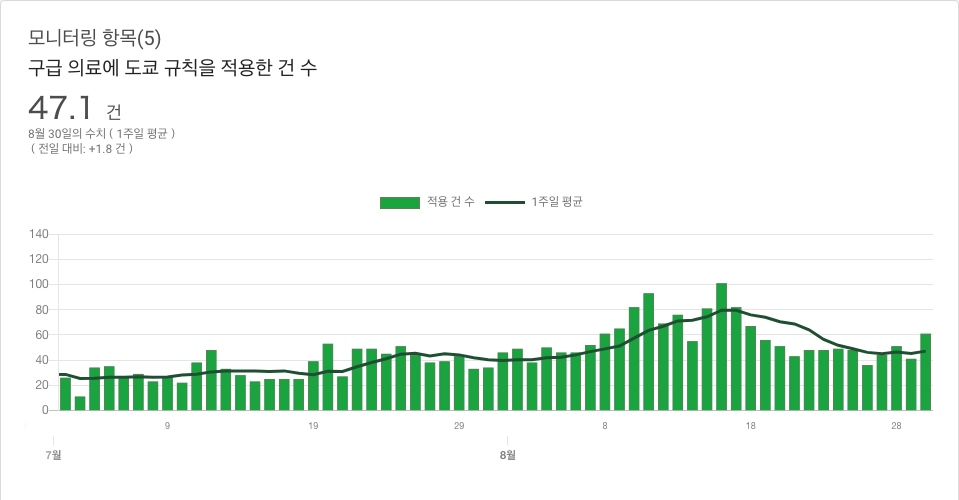 모니터링 항목(5)
구급 의료에 도쿄 규칙을 적용한 건 수
47.1 건
8월 30일의 수치 ( 1주일 평균 )
( 전일 대비: +1.8 건 )
적용 건 수 1주일 평균
140
120
100
80
60
40
20
0
9 19 29 8 18 28
7월 8월